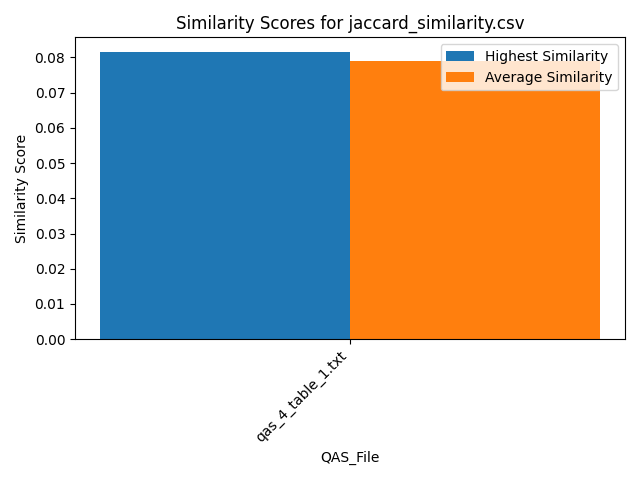 Similarity Scores for jaccard_similarity.csv
Highest Similarity
Average Similarity
Similarity Score
0.08
0.07
0.06
0.05
0.04
0.03
0.02
0.01
0.00
qas_4_table_1.txt
QAS_File